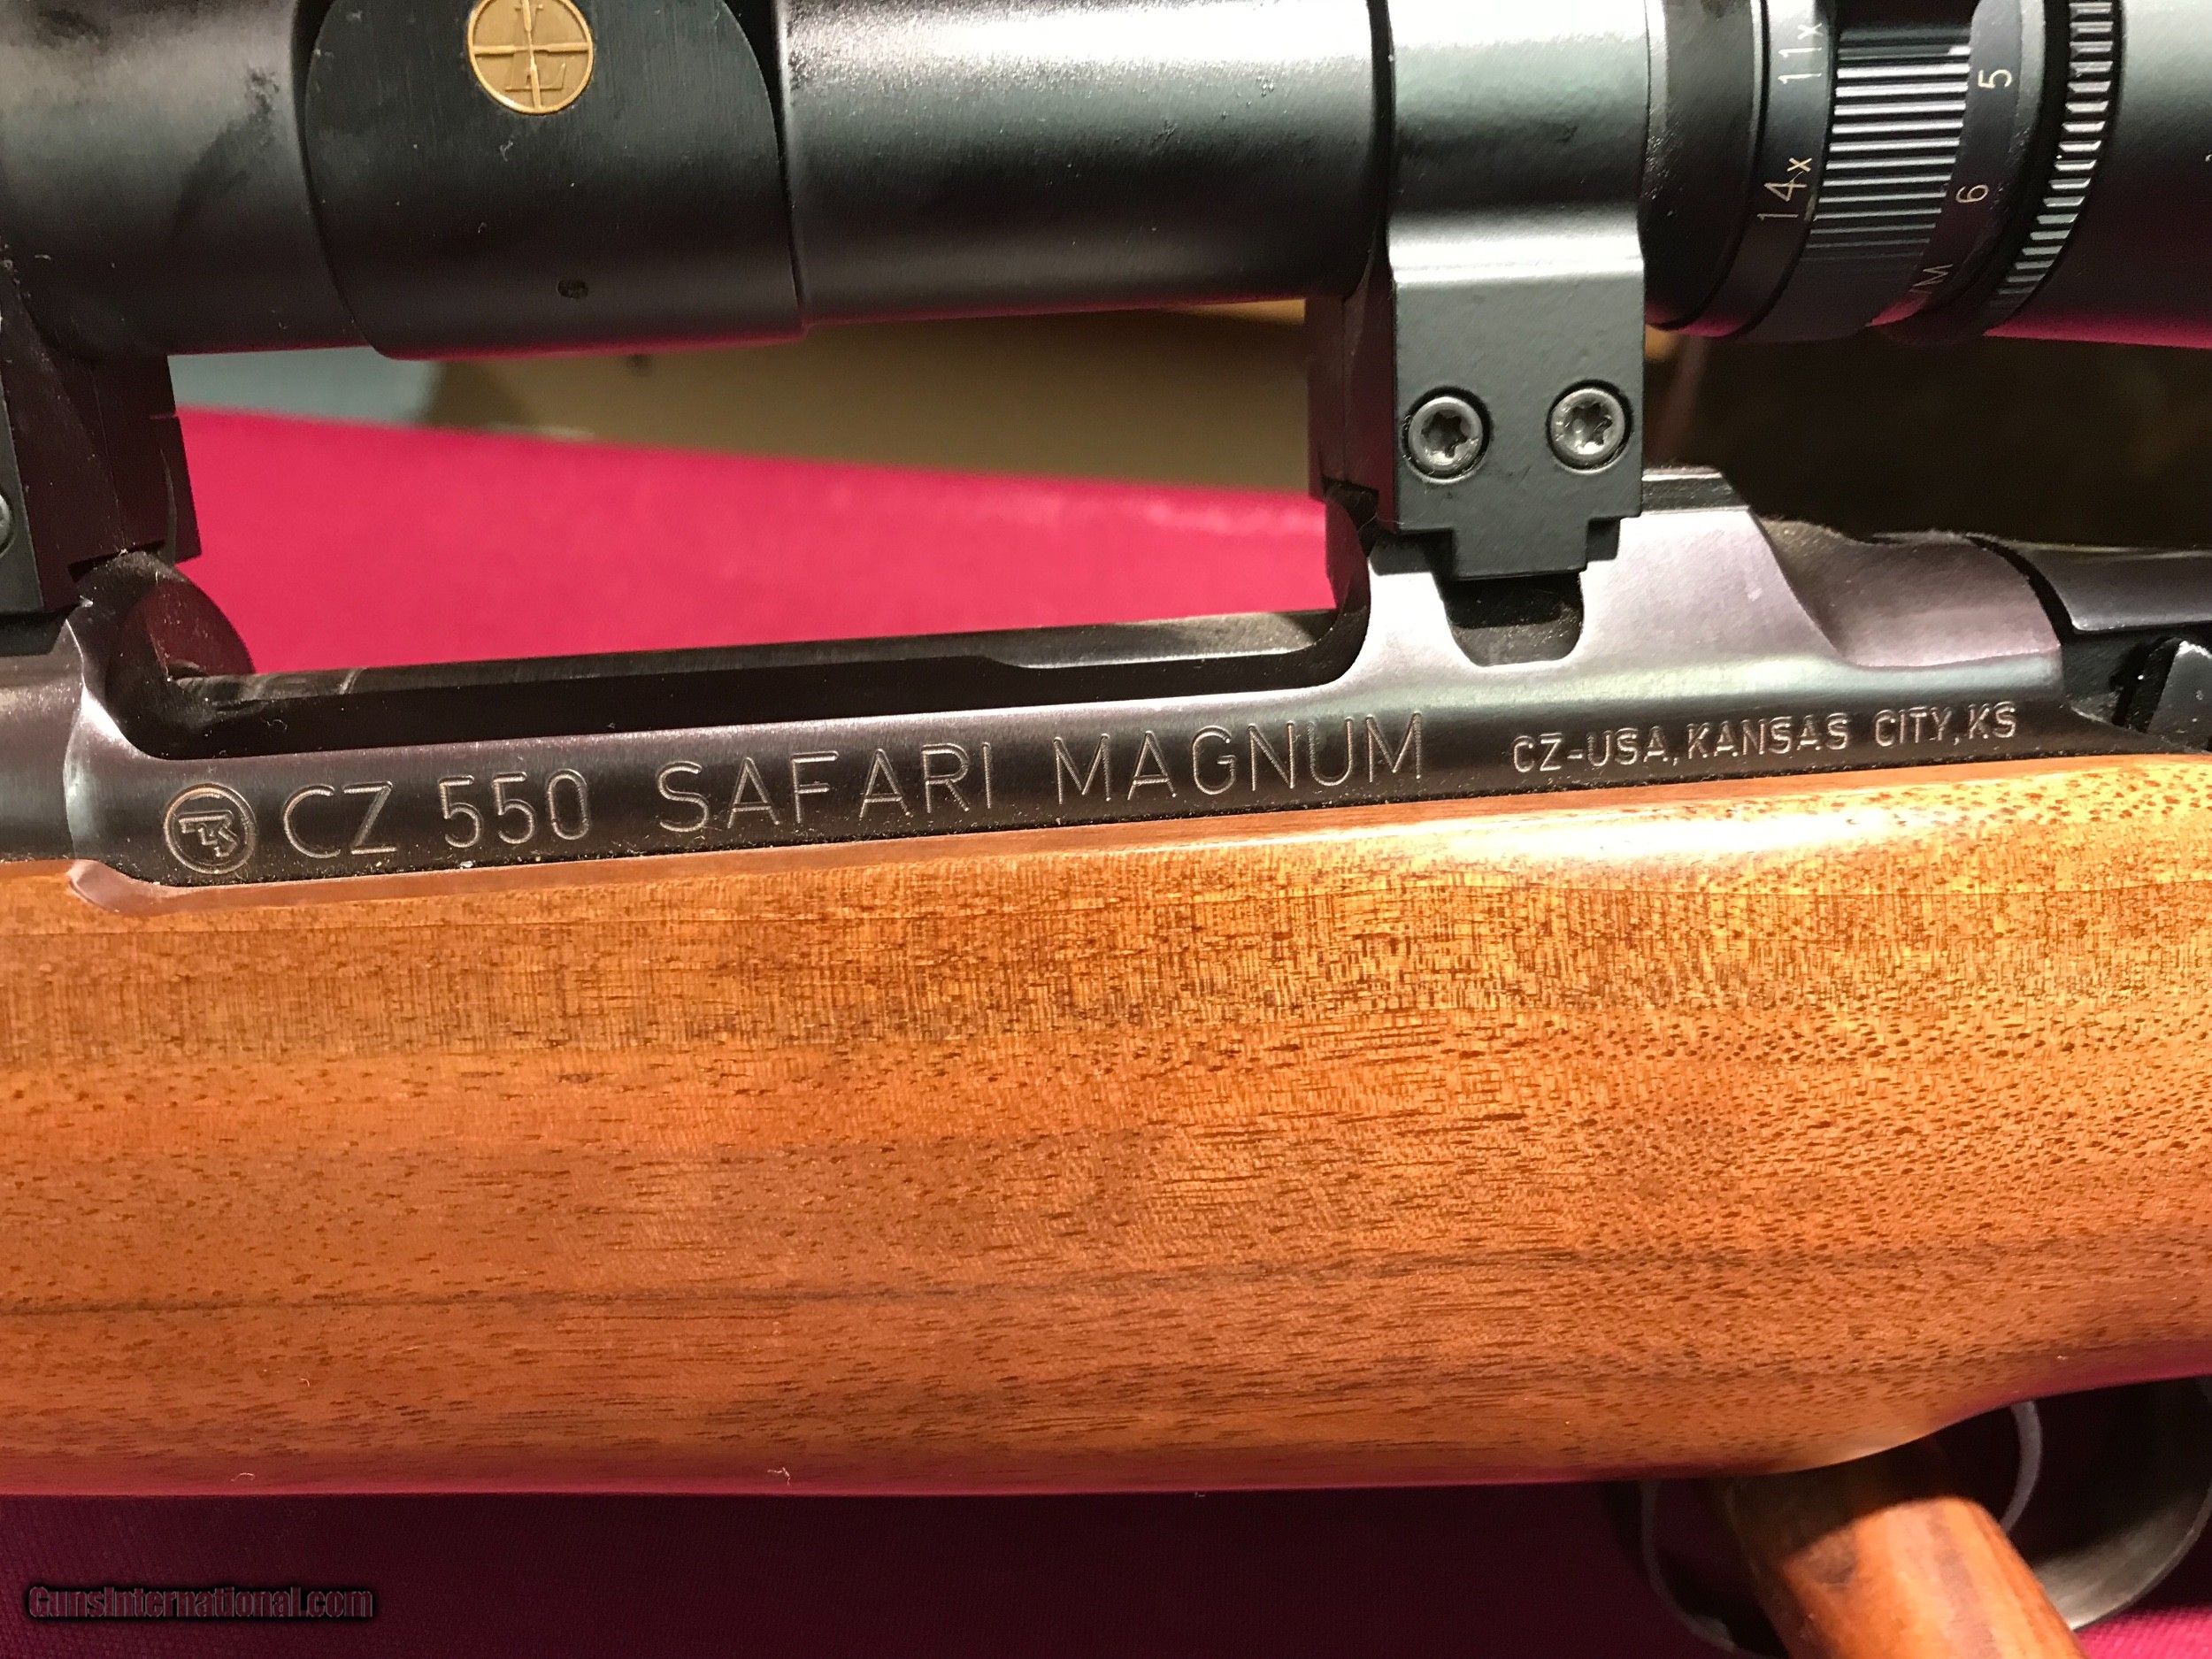 11x
14x
5
6
CZ 550 SAFARI MAGNUM CZ-USA, KANSAS CITY, KS
GunsInternational.com